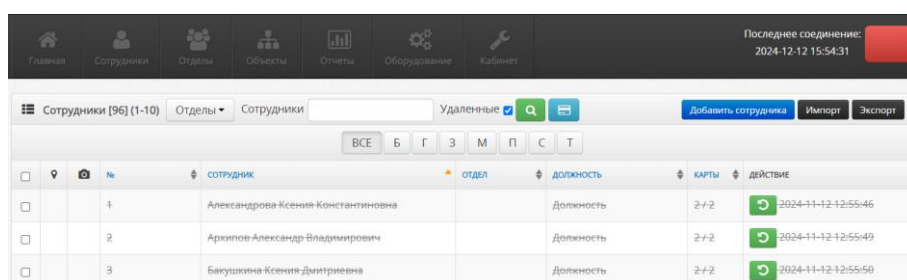 Последнее соединение:
2024-12-12 15:54:31
Главная Сотрудники Отделы Объекты Отчеты Оборудование Кабинет
Сотрудники [96] (1-10) Отделы Сотрудники Удаленные Добавить сотрудника Импорт Экспорт
ВСЕ Б Г З М П С Т
№ СОТРУДНИК ОТДЕЛ ДОЛЖНОСТЬ КАРТЫ ДЕЙСТВИЕ
1 Александрова Ксения Константиновна Должность 2 / 2 2024-11-12 12:55:46
2 Архипов Александр Владимирович Должность 2 / 2 2024-11-12 12:55:49
3 Бакушкина Ксения Дмитриевна Должность 2 / 2 2024-11-12 12:55:50